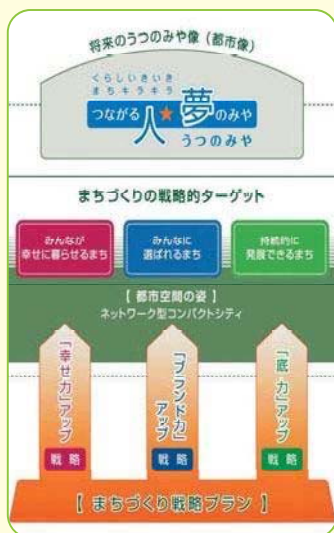 将来のうつのみや像（都市像）
くらしいきいき
まちキラキラ
つながる人★夢のみや
うつのみや
まちづくりの戦略的ターゲット
みんなが
幸せに暮らせるまち
みんなに
選ばれるまち
持続的に
発展できるまち
【都市空間の姿】
ネットワーク型コンパクトシティ
「幸せ力」アップ
戦略
「ブランド力」
アップ
戦略
「底力」アップ
戦略
【まちづくり戦略プラン】